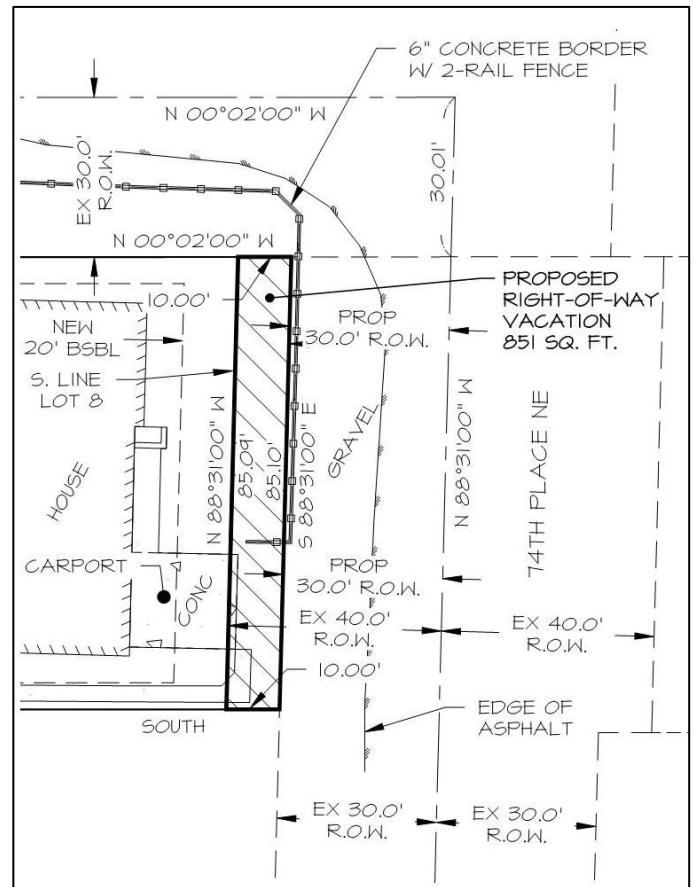 6" CONCRETE BORDER
W/ 2-RAIL FENCE
N 00°02'00" W
EX 30.0'
R.O.W.
30.01'
N 00°02'00" W
PROPOSED
RIGHT-OF-WAY
VACATION
851 SQ. FT.
10.00'
PROP
30.0' R.O.W.
NEW
20' BSBL
S. LINE
LOT 8
N 88°31'00" W
85.09'
85.10'
S 88°31'00" E
GRAVEL
N 88°31'00" W
74TH PLACE NE
HOUSE
CARPORT
CONC
PROP
30.0' R.O.W.
EX 40.0'
R.O.W.
EX 40.0'
R.O.W.
10.00'
SOUTH
EDGE OF
ASPHALT
EX 30.0'
R.O.W.
EX 30.0'
R.O.W.